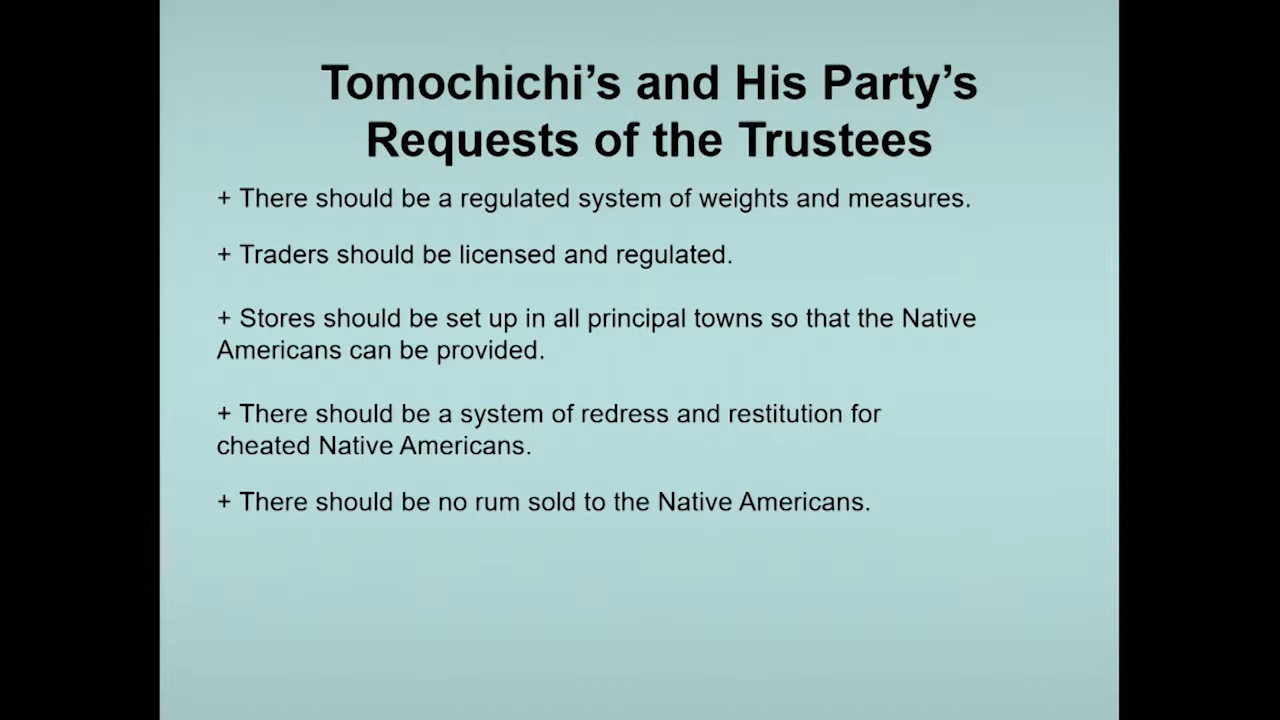 Tomochichi’s and His Party’s
Requests of the Trustees
+ There should be a regulated system of weights and measures.
+ Traders should be licensed and regulated.
+ Stores should be set up in all principal towns so that the Native
Americans can be provided.
+ There should be a system of redress and restitution for
cheated Native Americans.
+ There should be no rum sold to the Native Americans.